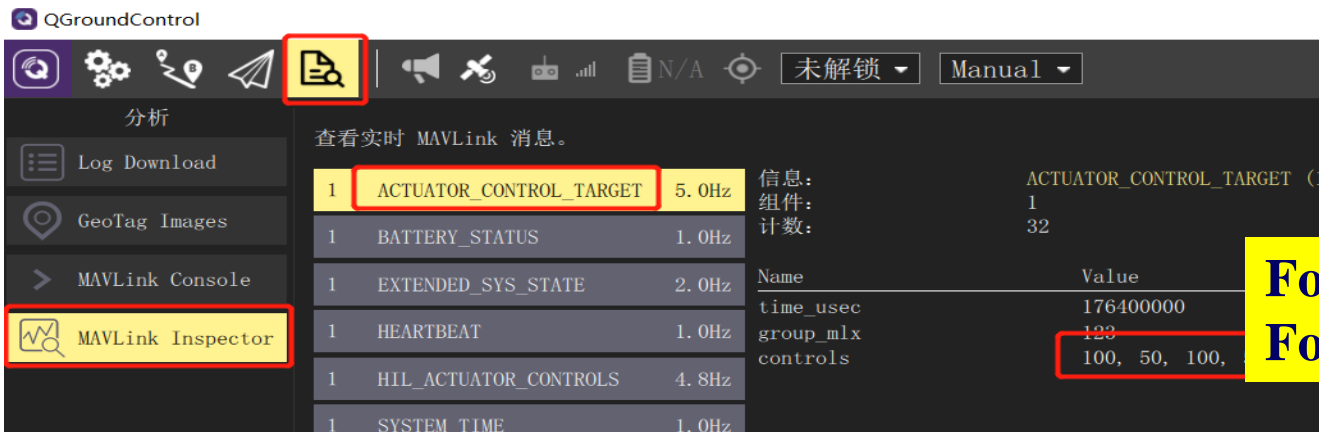 QGroundControl
N/A
未解锁
Manual
分析
Log Download
GeoTag Images
MAVLink Console
MAVLink Inspector
查看实时 MAVLink 消息。
1 ACTUATOR_CONTROL_TARGET 5.0Hz
1 BATTERY_STATUS 1.0Hz
1 EXTENDED_SYS_STATE 2.0Hz
1 HEARTBEAT 1.0Hz
1 HIL_ACTUATOR_CONTROLS 4.8Hz
1 SYSTEM_TIME 1.0Hz
信息: ACTUATOR_CONTROL_TARGET (
组件: 1
计数: 32
Name Value
time_usec 176400000
group_mlx 123
controls 100, 50, 100,
Fo
Fo